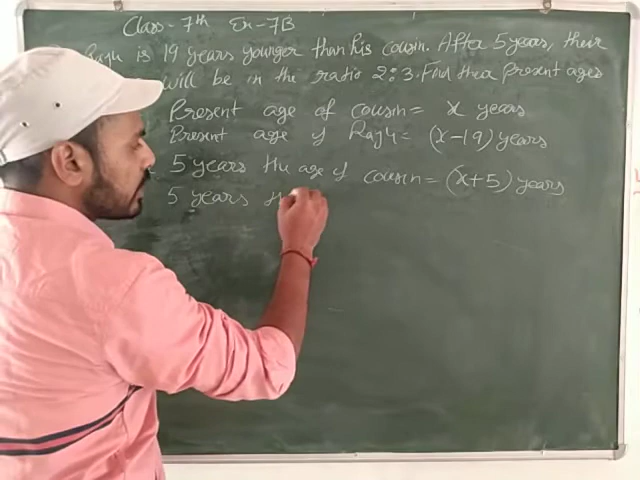 Class - 7th Ex - 7B
Raju is 19 years younger than his cousin. After 5 years, their
will be in the ratio 2:3. Find their Present ages
Present age of cousin = x years
Present age of Raju = (x-19) years
5 years the age of cousin = (x+5) years
5 years